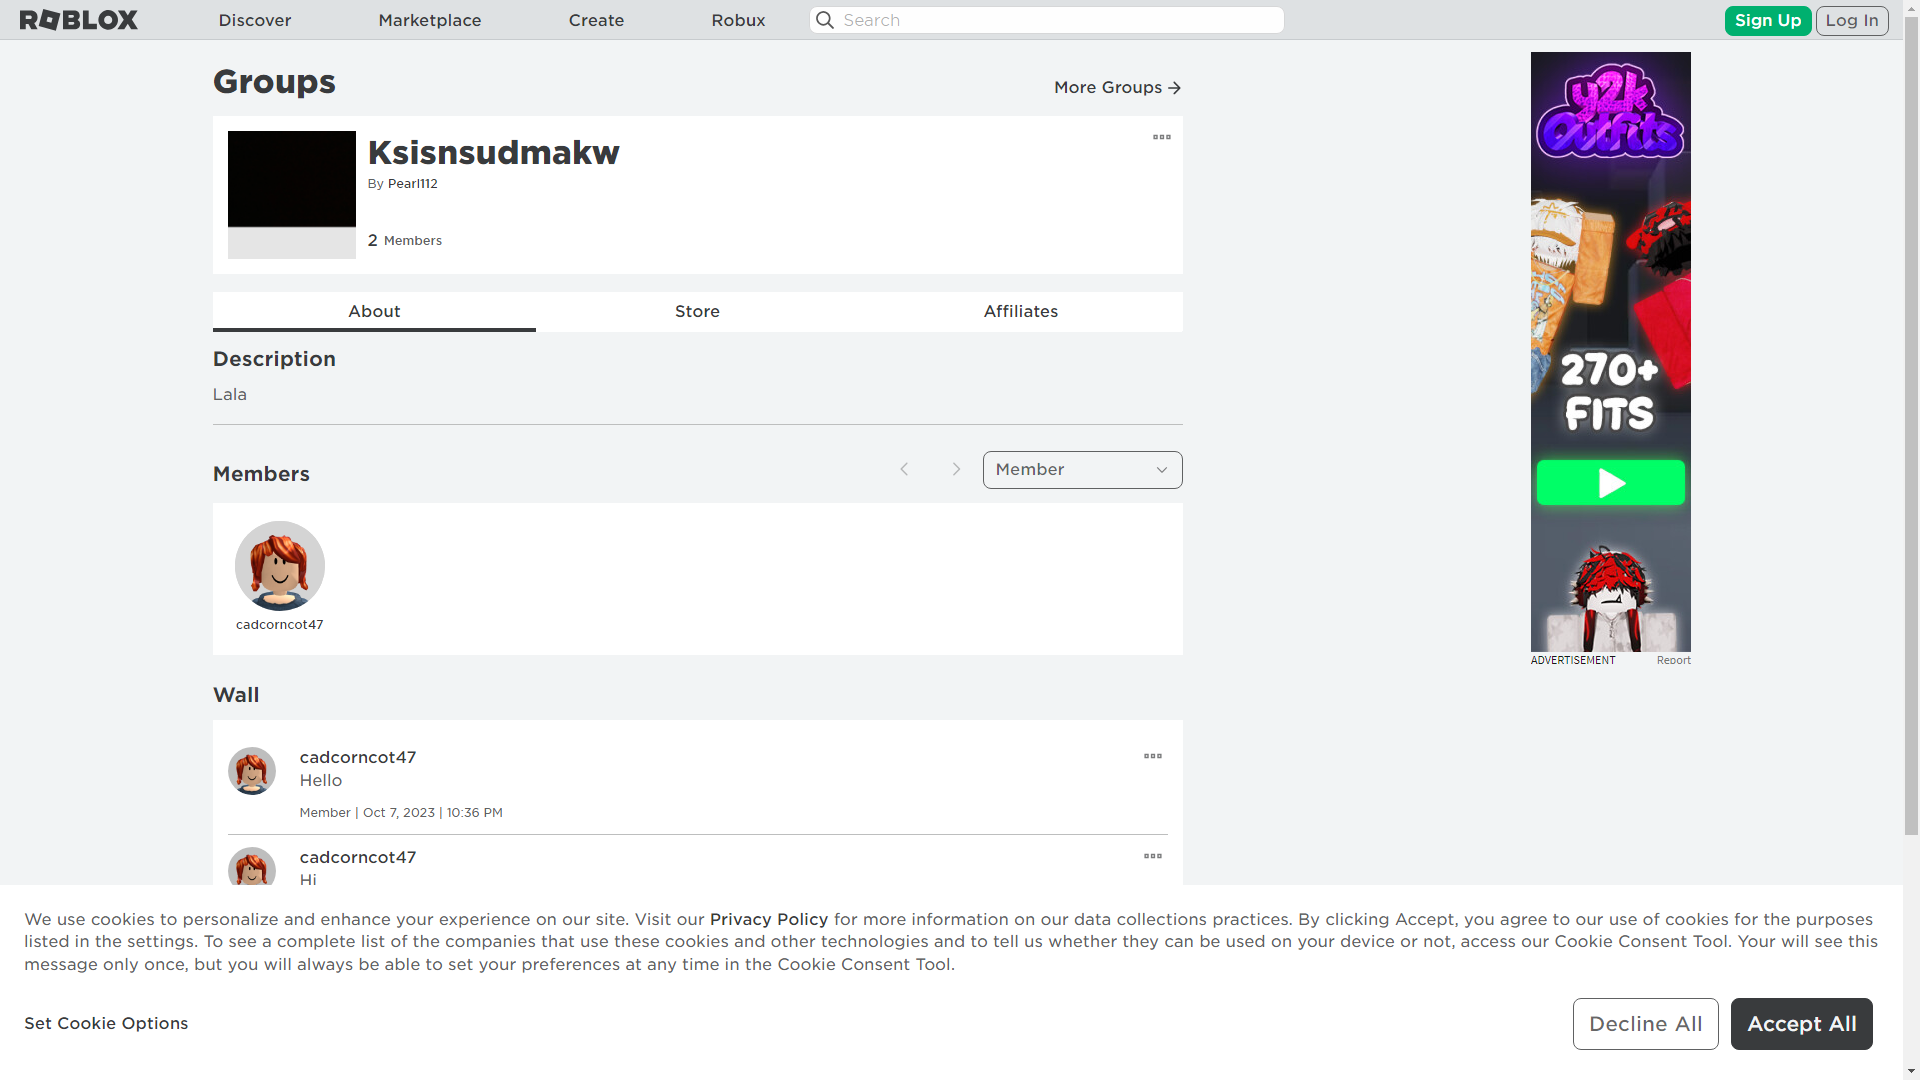 ROBLOX
Discover
Marketplace
Create
Robux
Search
Sign Up
Log In
Groups
More Groups
Ksisnsudmakw
By Pearl112
2 Members
About
Store
Affiliates
Description
Lala
Members
Member
cadcorncot47
Wall
cadcorncot47
Hello
Member | Oct 7, 2023 | 10:36 PM
cadcorncot47
Hi
y2k
Outfits
270+
FITS
ADVERTISEMENT
Report
We use cookies to personalize and enhance your experience on our site. Visit our Privacy Policy for more information on our data collections practices. By clicking Accept, you agree to our use of cookies for the purposes
listed in the settings. To see a complete list of the companies that use these cookies and other technologies and to tell us whether they can be used on your device or not, access our Cookie Consent Tool. Your will see this
message only once, but you will always be able to set your preferences at any time in the Cookie Consent Tool.
Set Cookie Options
Decline All
Accept All